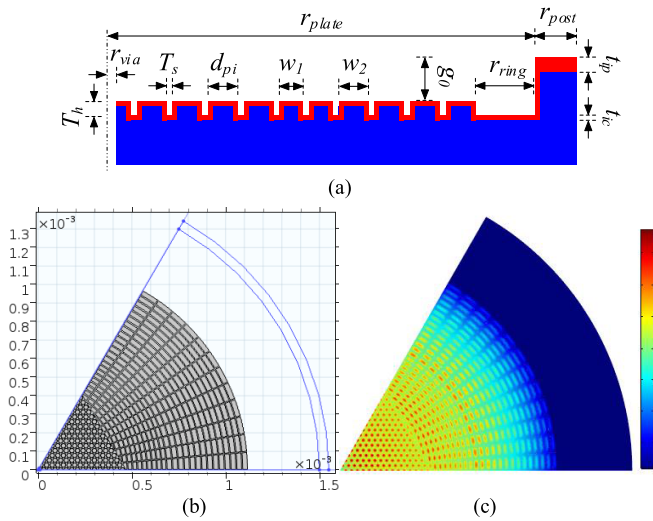 r_plate r_post
r_via T_s d_pi w_1 w_2 g_0 r_ring t_ip
T_h t_ic
(a)
×10⁻³
1.3
1.2
1.1
1
0.9
0.8
0.7
0.6
0.5
0.4
0.3
0.2
0.1
0
×10⁻³
0 0.5 1 1.5
(b) (c)